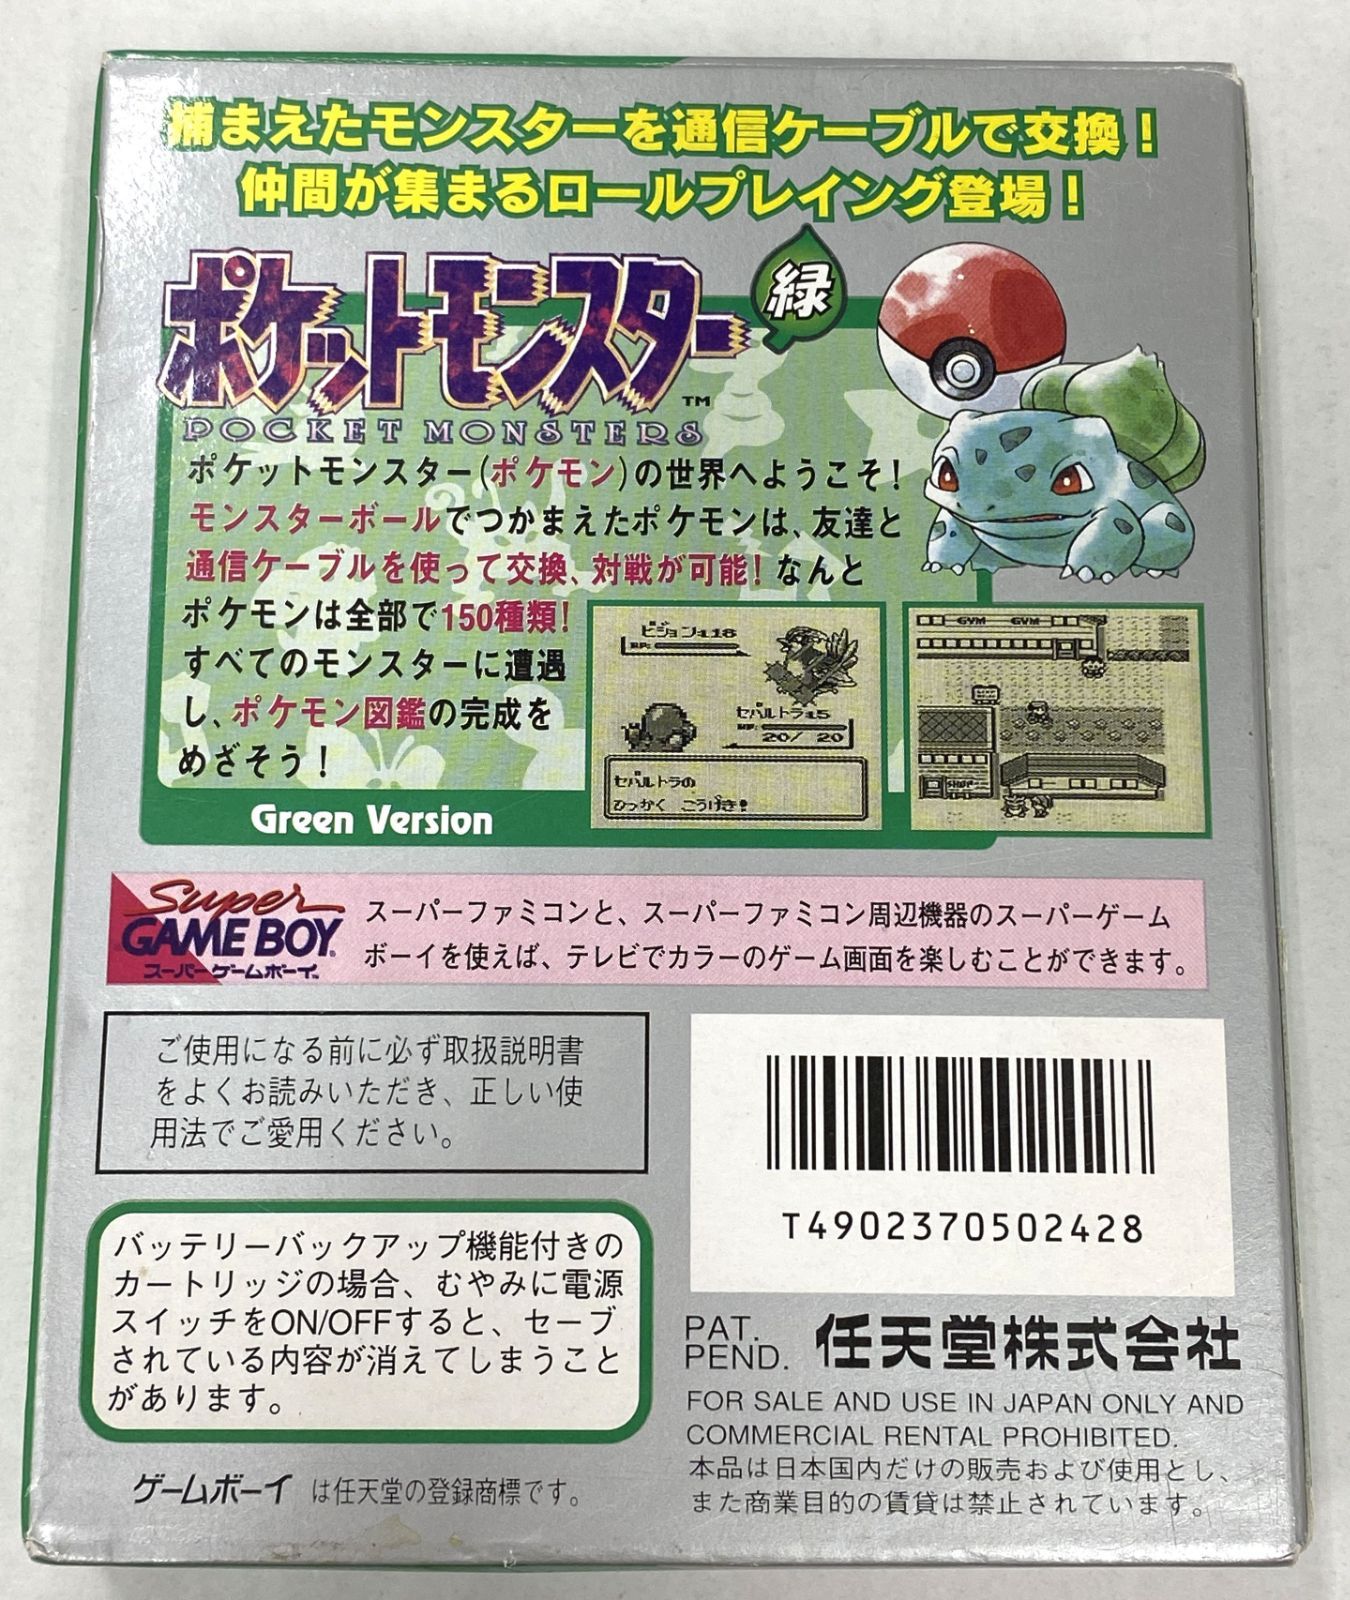 捕まえたモンスターを通信ケーブルで交換!
仲間が集まるロールプレイング登場!
ポケットモンスター 緑
TM
POCKET MONSTERS
ポケットモンスター(ポケモン)の世界へようこそ!
モンスターボールでつかまえたポケモンは、友達と
通信ケーブルを使って交換、対戦が可能! なんと
ポケモンは全部で150種類!
すべてのモンスターに遭遇
し、ポケモン図鑑の完成を
めざそう!
Green Version
ピジョン :L18
HP:
セバルトラ :L5
HP:
20/ 20
セバルトラの
ひっかく こうげき!
GYM GYM
SHOP
Super
GAME BOY
スーパーゲームボーイ
スーパーファミコンと、スーパーファミコン周辺機器のスーパーゲーム
ボーイを使えば、テレビでカラーのゲーム画面を楽しむことができます。
ご使用になる前に必ず取扱説明書
をよくお読みいただき、正しい使
用法でご愛用ください。
T4902370502428
バッテリーバックアップ機能付きの
カートリッジの場合、むやみに電源
スイッチをON/OFFすると、セーブ
されている内容が消えてしまうこと
があります。
PAT.
PEND. 任天堂株式会社
FOR SALE AND USE IN JAPAN ONLY AND
COMMERCIAL RENTAL PROHIBITED.
本品は日本国内だけの販売および使用とし、
また商業目的の賃貸は禁止されています。
ゲームボーイ は任天堂の登録商標です。